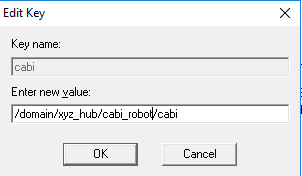 Edit Key
Key name:
cabi
Enter new value:
/domain/xyz_hub/cabi_robot/cabi
OK
Cancel